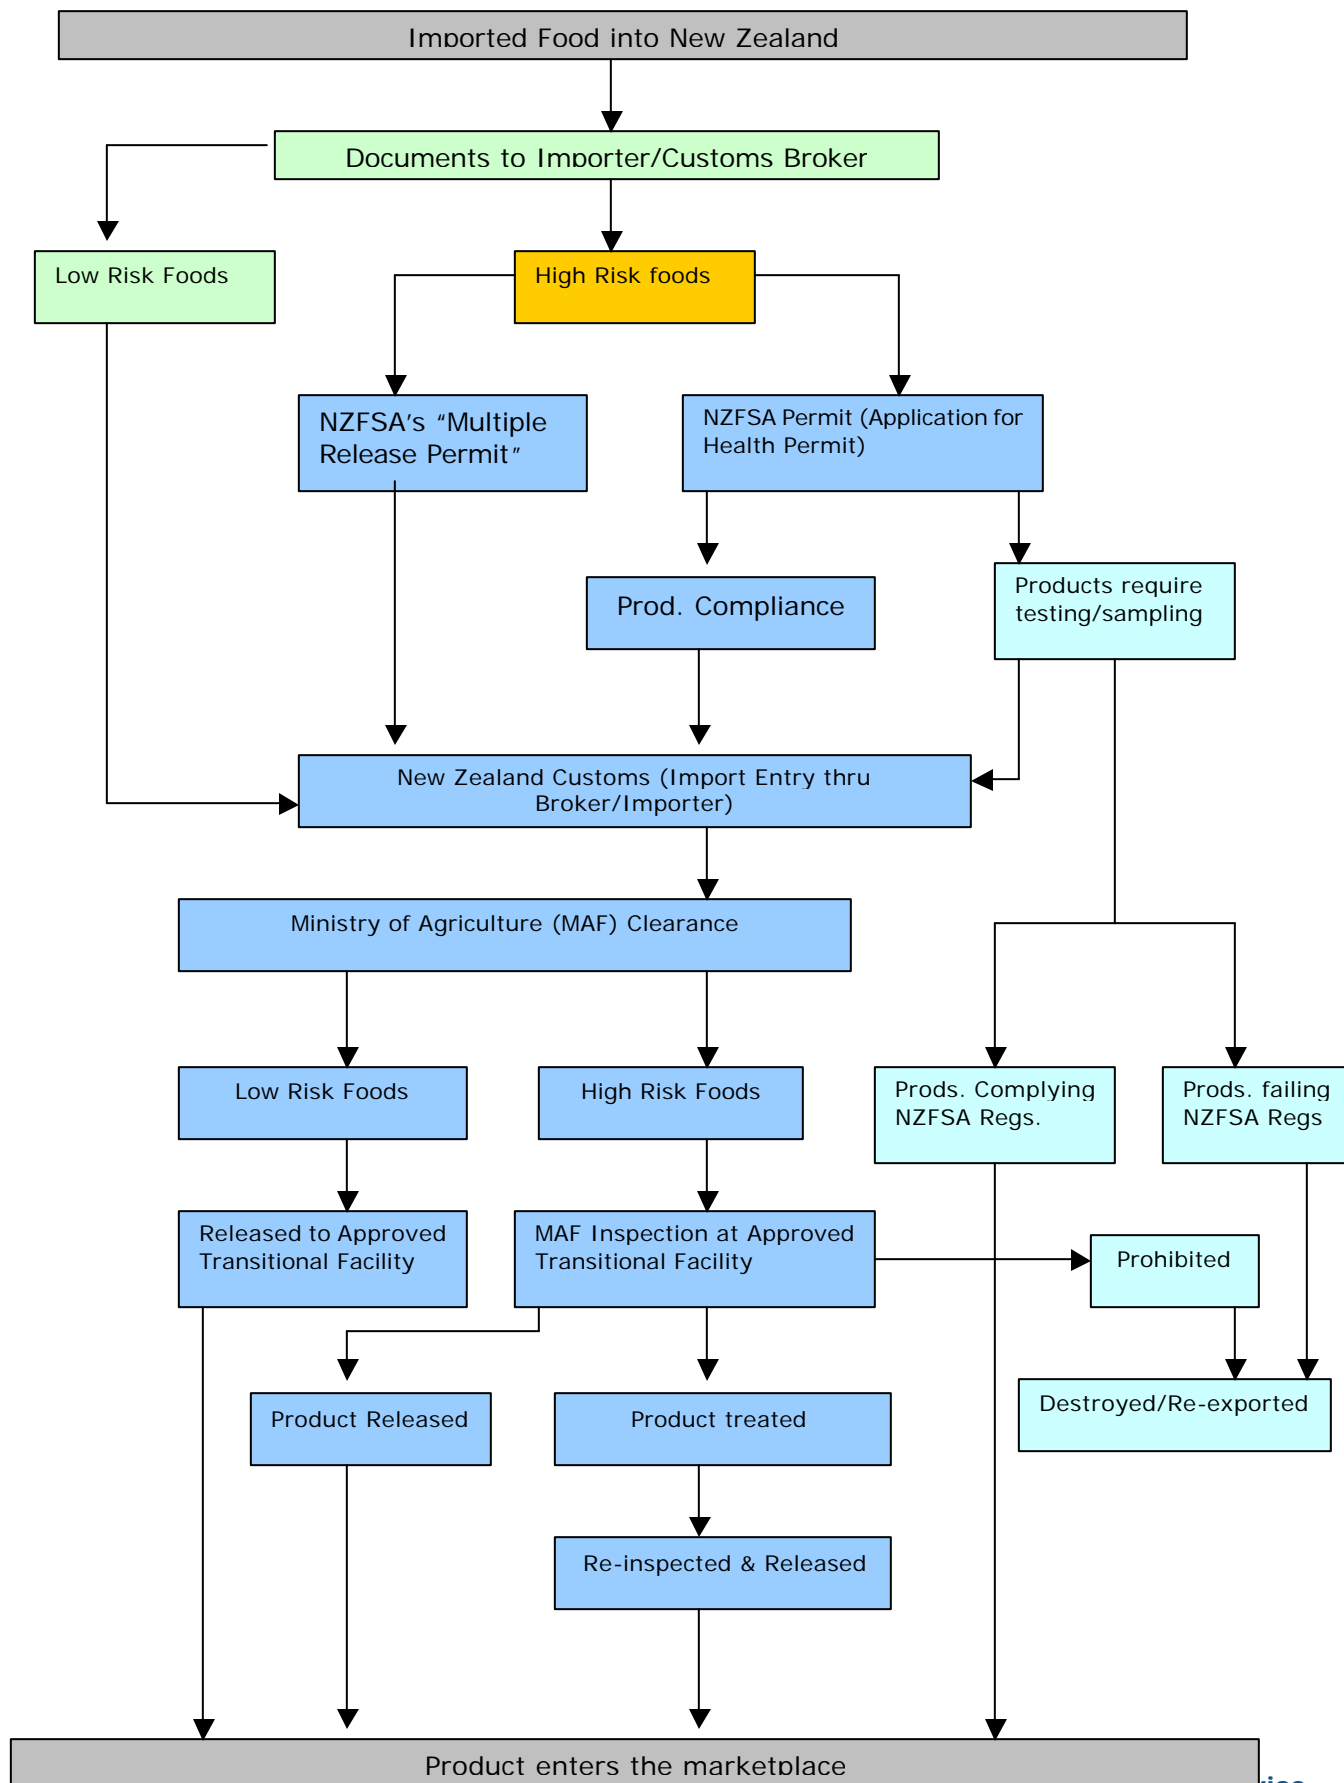 Imported Food into New Zealand
Documents to Importer/Customs Broker
Low Risk Foods
High Risk foods
NZFSA's "Multiple
Release Permit"
NZFSA Permit (Application for
Health Permit)
Prod. Compliance
Products require
testing/sampling
New Zealand Customs (Import Entry thru
Broker/Importer)
Ministry of Agriculture (MAF) Clearance
Low Risk Foods
High Risk Foods
Prods. Complying
NZFSA Regs.
Prods. failing
NZFSA Regs
Released to Approved
Transitional Facility
MAF Inspection at Approved
Transitional Facility
Prohibited
Product Released
Product treated
Destroyed/Re-exported
Re-inspected & Released
Product enters the marketplace